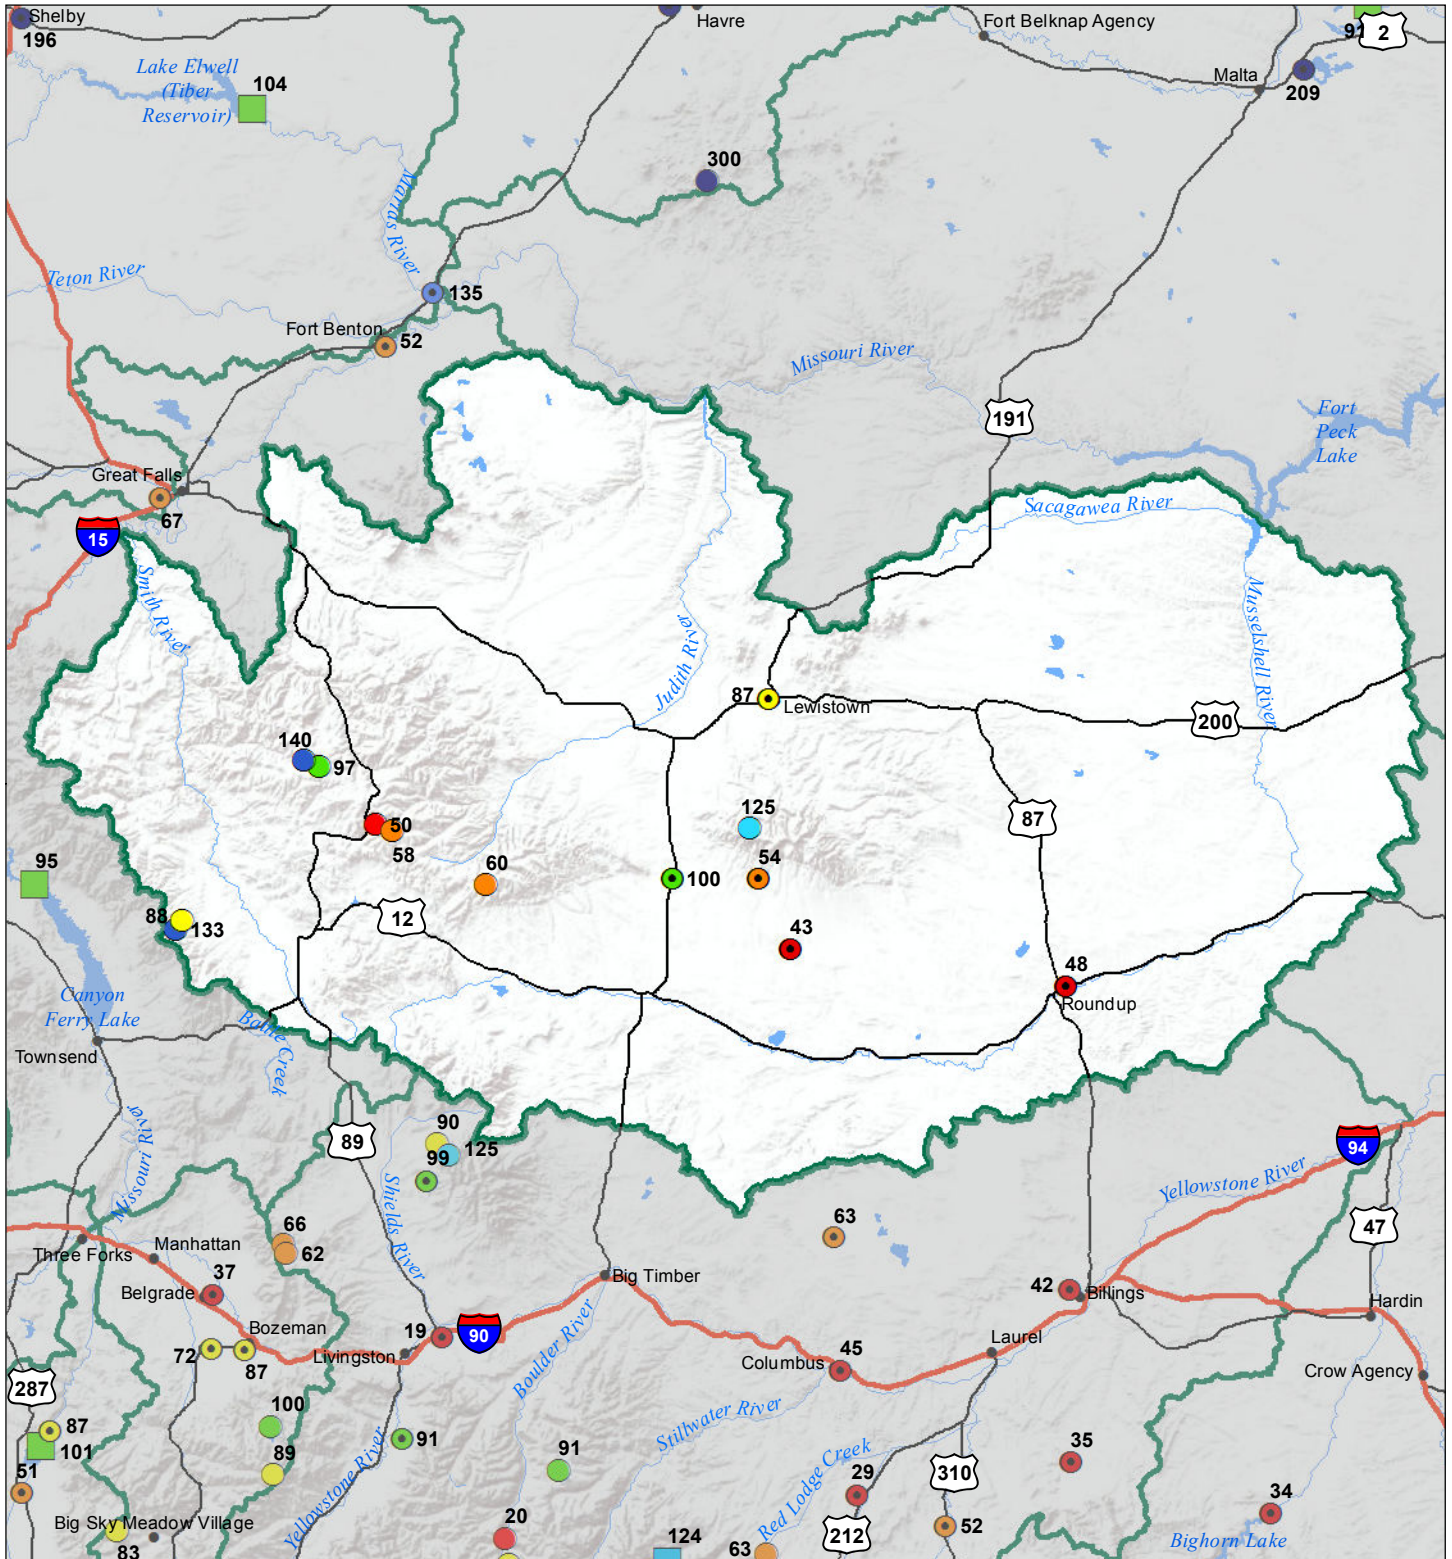 Shelby
196
Havre
Fort Belknap Agency
91
2
Lake Elwell
(Tiber
Reservoir)
104
Malta
209
300
Marias River
Teton River
135
Fort Benton
52
Missouri River
191
Fort
Peck
Lake
Great Falls
67
15
Sacagawea River
Smith River
Musselshell River
Judith River
87
Lewistown
200
140
97
125
87
50
58
54
60
100
95
88
133
12
43
48
Roundup
Canyon
Ferry Lake
Battle Creek
Townsend
Missouri River
89
90
125
99
94
Yellowstone River
Shields River
47
63
66
62
Three Forks
Manhattan
37
Belgrade
Big Timber
42
Billings
Hardin
Bozeman
19
90
72
87
Livingston
Boulder River
Columbus
45
Laurel
Crow Agency
287
87
101
51
100
89
91
91
Stillwater River
Red Lodge Creek
29
310
35
34
Yellowstone River
Big Sky Meadow Village
83
20
124
63
212
52
Bighorn Lake